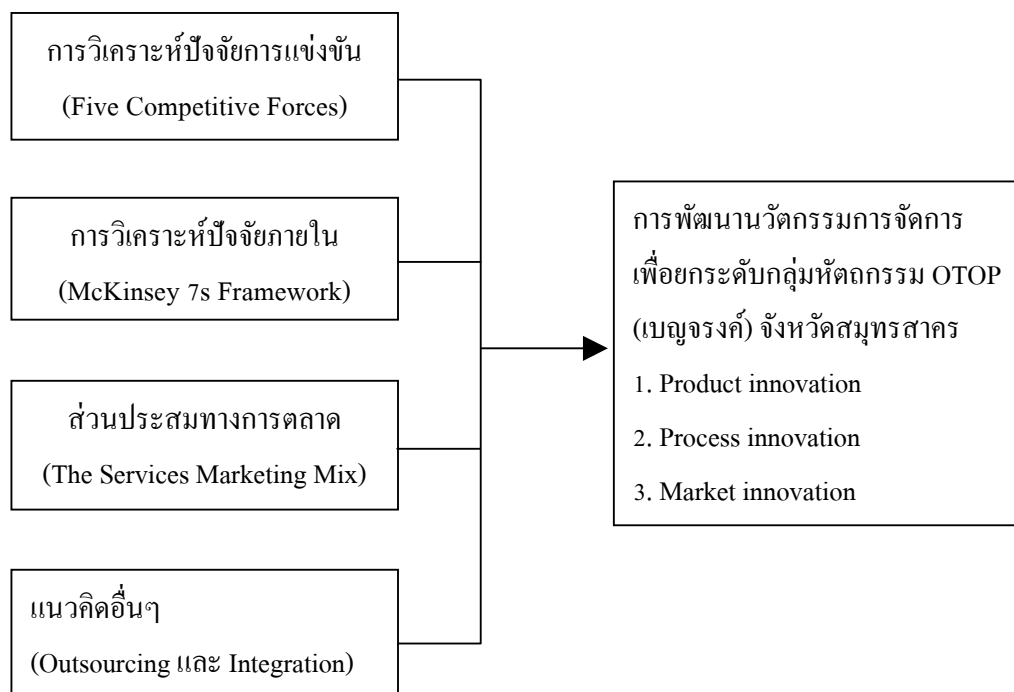 การวิเคราะห์ปัจจัยการแข่งขัน
(Five Competitive Forces)
การวิเคราะห์ปัจจัยภายใน
(McKinsey 7s Framework)
ส่วนประสมทางการตลาด
(The Services Marketing Mix)
แนวคิดอื่นๆ
(Outsourcing และ Integration)
การพัฒนานวัตกรรมการจัดการ
เพื่อยกระดับกลุ่มหัตถกรรม OTOP
(เบญจรงค์) จังหวัดสมุทรสาคร
1. Product innovation
2. Process innovation
3. Market innovation